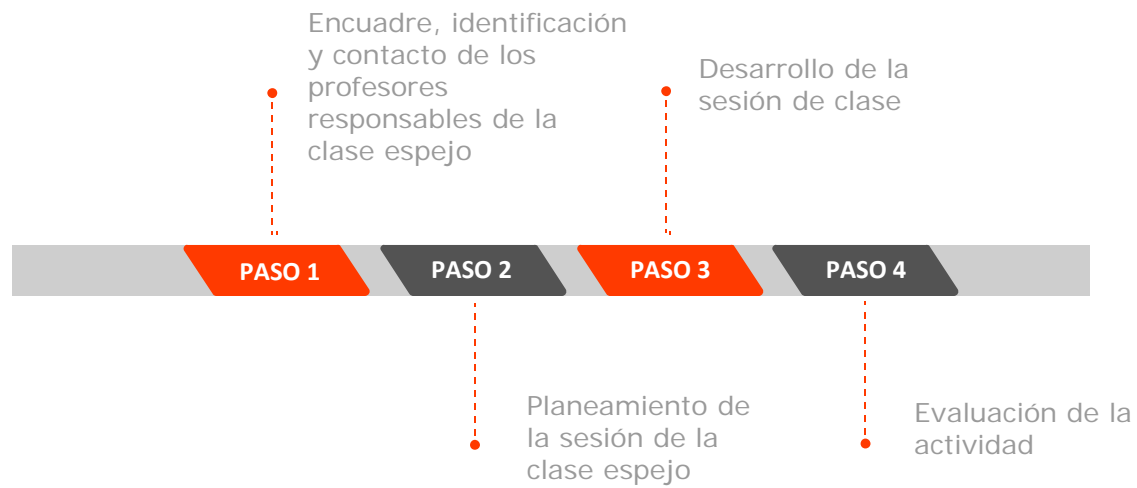 Encuadre, identificación
y contacto de los
profesores
responsables de la
clase espejo
Desarrollo de la
sesión de clase
PASO 1
PASO 2
PASO 3
PASO 4
Planeamiento de
la sesión de la
clase espejo
Evaluación de la
actividad